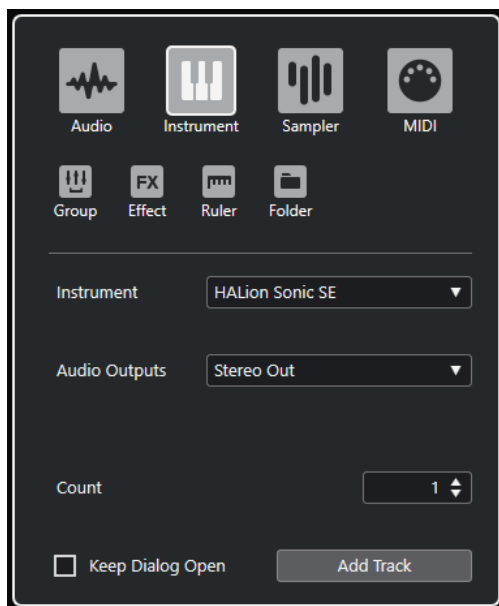 Audio Instrument Sampler MIDI
FX
Group Effect Ruler Folder
Instrument HALion Sonic SE
Audio Outputs Stereo Out
Count 1
Keep Dialog Open Add Track